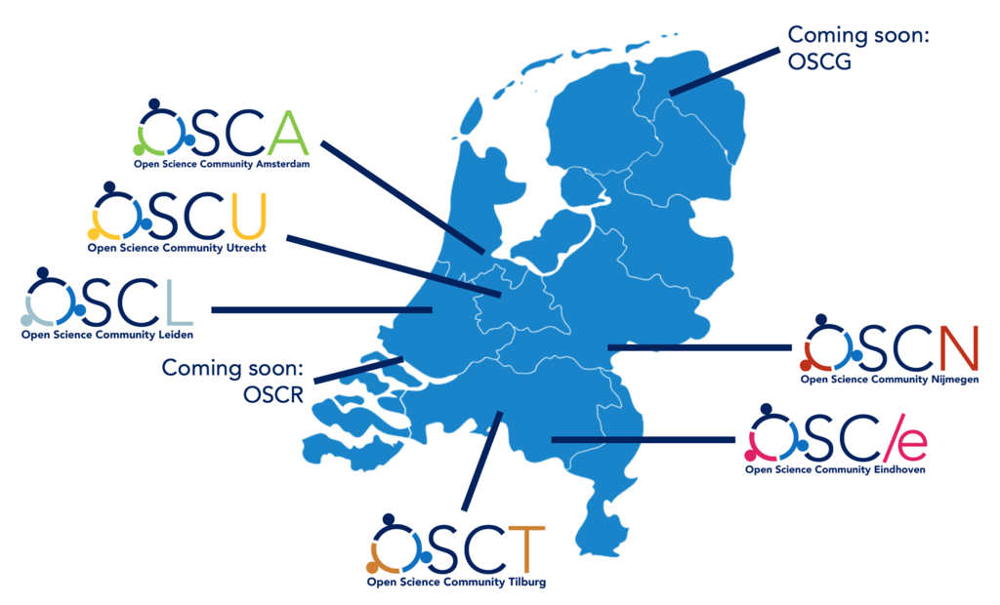 Coming soon:
OSCG
OSCA
Open Science Community Amsterdam
OSCU
Open Science Community Utrecht
OSCL
Open Science Community Leiden
Coming soon:
OSCR
OSCN
Open Science Community Nijmegen
OSC/e
Open Science Community Eindhoven
OSCT
Open Science Community Tilburg